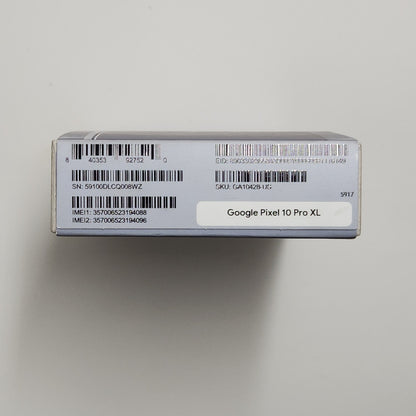 8 40353 92752 0
SN: 59100DLCQ008WZ
SKU: GA10428-US
5917
IMEI1: 357006523194088
IMEI2: 357006523194096
Google Pixel 10 Pro XL